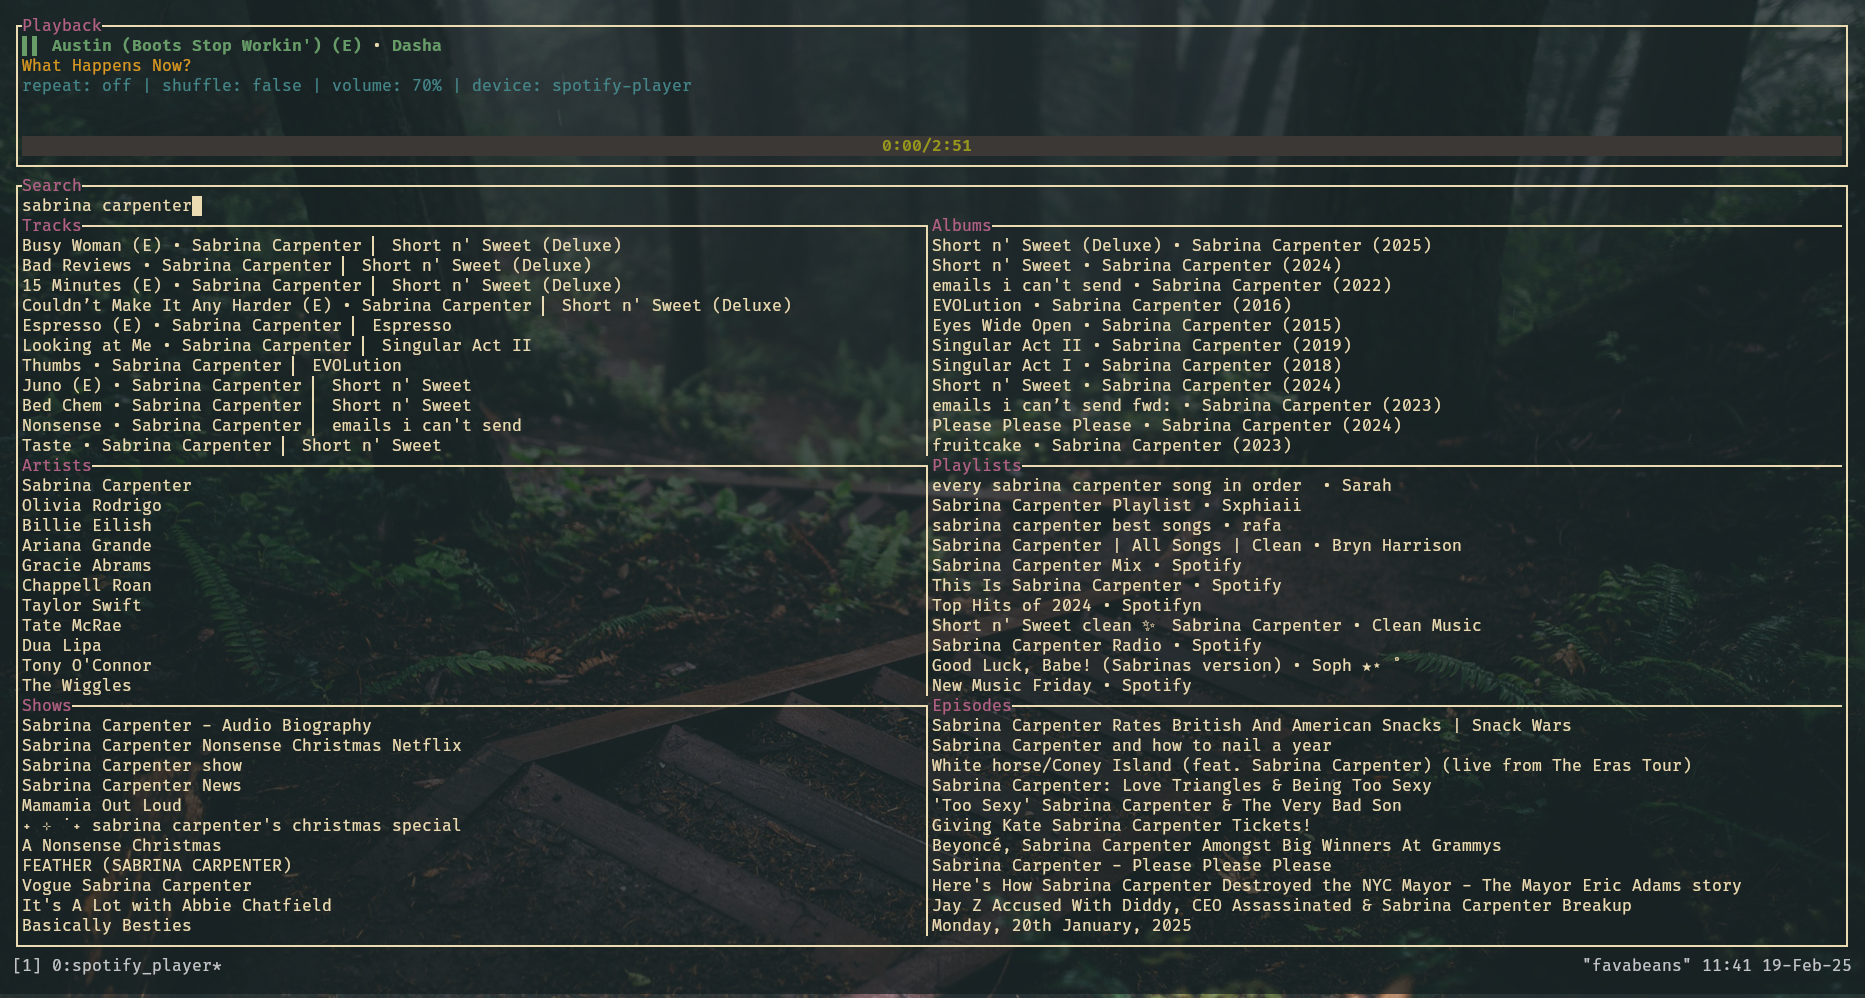 Playback
Austin (Boots Stop Workin') (E) • Dasha
What Happens Now?
repeat: off | shuffle: false | volume: 70% | device: spotify-player
0:00/2:51
Search
sabrina carpenter
Tracks
Busy Woman (E) • Sabrina Carpenter | Short n' Sweet (Deluxe)
Bad Reviews • Sabrina Carpenter | Short n' Sweet (Deluxe)
15 Minutes (E) • Sabrina Carpenter | Short n' Sweet (Deluxe)
Couldn’t Make It Any Harder (E) • Sabrina Carpenter | Short n' Sweet (Deluxe)
Espresso (E) • Sabrina Carpenter | Espresso
Looking at Me • Sabrina Carpenter | Singular Act II
Thumbs • Sabrina Carpenter | EVOLution
Juno (E) • Sabrina Carpenter | Short n' Sweet
Bed Chem • Sabrina Carpenter | Short n' Sweet
Nonsense • Sabrina Carpenter | emails i can't send
Taste • Sabrina Carpenter | Short n' Sweet
Albums
Short n' Sweet (Deluxe) • Sabrina Carpenter (2025)
Short n' Sweet • Sabrina Carpenter (2024)
emails i can't send • Sabrina Carpenter (2022)
EVOLution • Sabrina Carpenter (2016)
Eyes Wide Open • Sabrina Carpenter (2015)
Singular Act II • Sabrina Carpenter (2019)
Singular Act I • Sabrina Carpenter (2018)
Short n' Sweet • Sabrina Carpenter (2024)
emails i can’t send fwd: • Sabrina Carpenter (2023)
Please Please Please • Sabrina Carpenter (2024)
fruitcake • Sabrina Carpenter (2023)
Artists
Sabrina Carpenter
Olivia Rodrigo
Billie Eilish
Ariana Grande
Gracie Abrams
Chappell Roan
Taylor Swift
Tate McRae
Dua Lipa
Tony O'Connor
The Wiggles
Playlists
every sabrina carpenter song in order • Sarah
Sabrina Carpenter Playlist • Sxphiaii
sabrina carpenter best songs • rafa
Sabrina Carpenter | All Songs | Clean • Bryn Harrison
Sabrina Carpenter Mix • Spotify
This Is Sabrina Carpenter • Spotify
Top Hits of 2024 • Spotifyn
Short n' Sweet clean ✨ Sabrina Carpenter • Clean Music
Sabrina Carpenter Radio • Spotify
Good Luck, Babe! (Sabrinas version) • Soph ★⋆ ˚
New Music Friday • Spotify
Shows
Sabrina Carpenter - Audio Biography
Sabrina Carpenter Nonsense Christmas Netflix
Sabrina Carpenter show
Sabrina Carpenter News
Mamamia Out Loud
˖ ⊹ ˙˖ sabrina carpenter's christmas special
A Nonsense Christmas
FEATHER (SABRINA CARPENTER)
Vogue Sabrina Carpenter
It's A Lot with Abbie Chatfield
Basically Besties
Episodes
Sabrina Carpenter Rates British And American Snacks | Snack Wars
Sabrina Carpenter and how to nail a year
White horse/Coney Island (feat. Sabrina Carpenter) (live from The Eras Tour)
Sabrina Carpenter: Love Triangles & Being Too Sexy
'Too Sexy' Sabrina Carpenter & The Very Bad Son
Giving Kate Sabrina Carpenter Tickets!
Beyoncé, Sabrina Carpenter Amongst Big Winners At Grammys
Sabrina Carpenter - Please Please Please
Here's How Sabrina Carpenter Destroyed the NYC Mayor - The Mayor Eric Adams story
Jay Z Accused With Diddy, CEO Assassinated & Sabrina Carpenter Breakup
Monday, 20th January, 2025
[1] 0:spotify_player*
"favabeans" 11:41 19-Feb-25